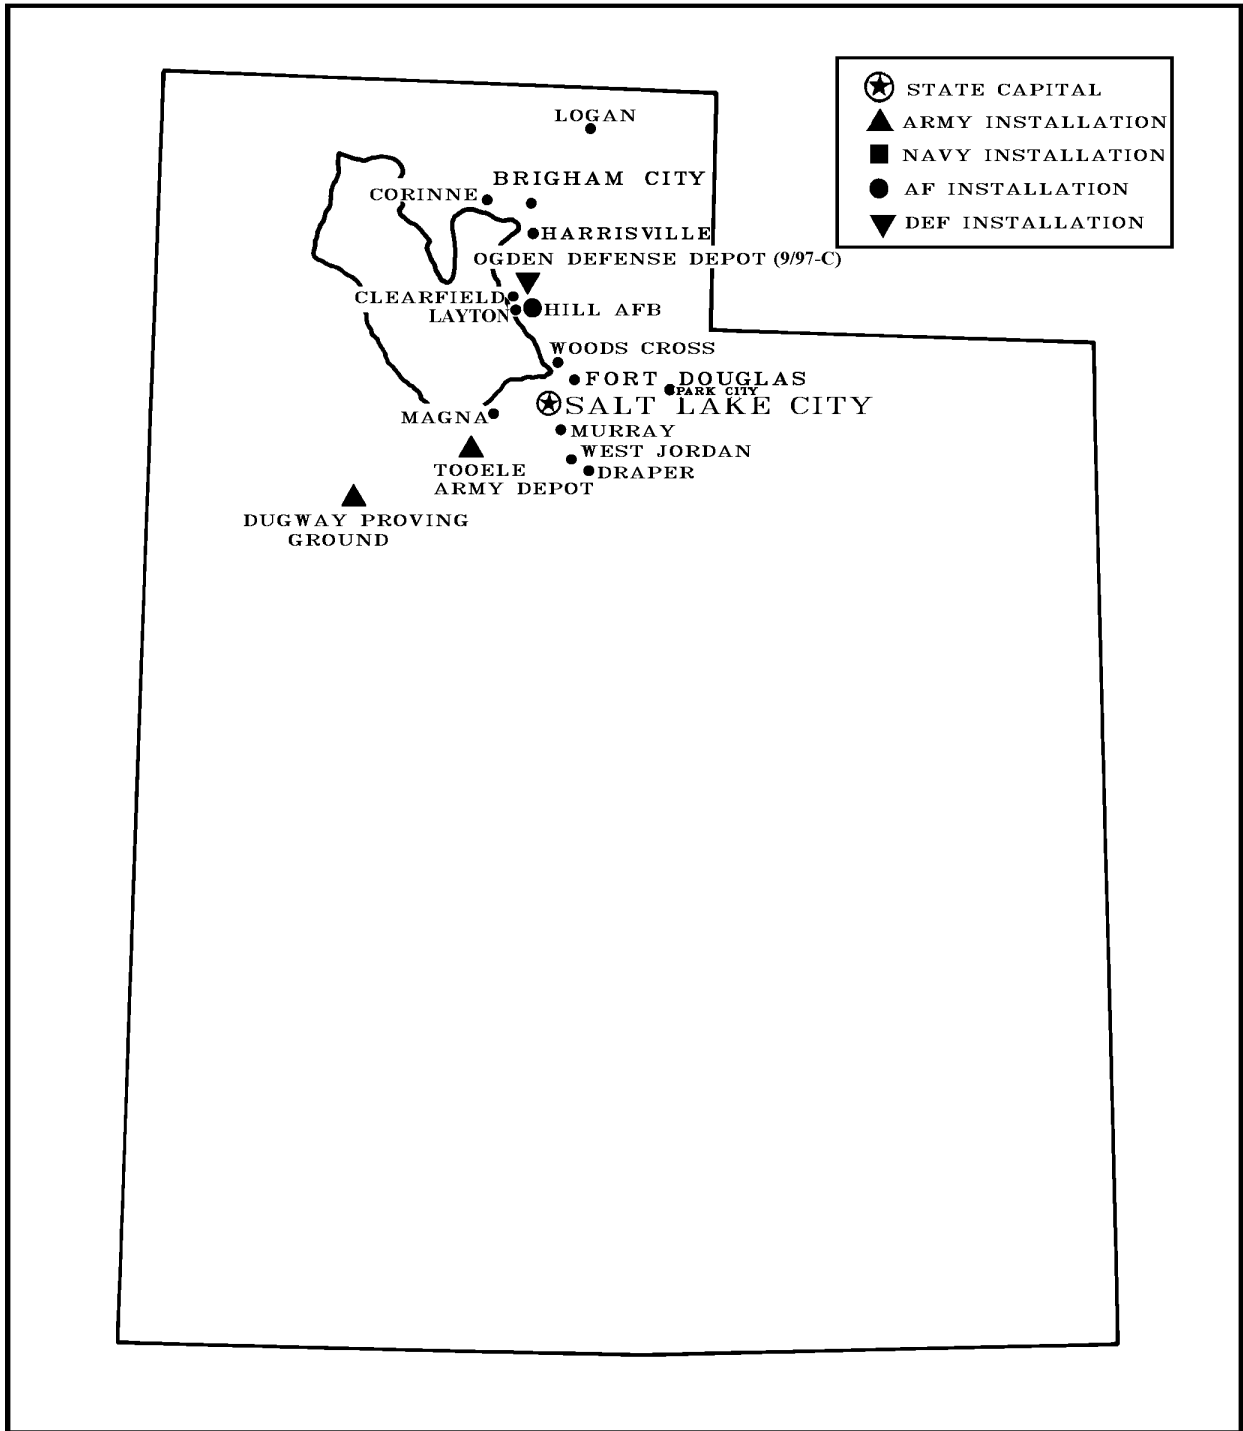 STATE CAPITAL
ARMY INSTALLATION
NAVY INSTALLATION
AF INSTALLATION
DEF INSTALLATION
LOGAN
BRIGHAM CITY
CORINNE
HARRISVILLE
OGDEN DEFENSE DEPOT (9/97-C)
CLEARFIELD
HILL AFB
LAYTON
WOODS CROSS
FORT DOUGLAS
PARK CITY
SALT LAKE CITY
MAGNA
MURRAY
WEST JORDAN
TOOELE
ARMY DEPOT
DRAPER
DUGWAY PROVING
GROUND